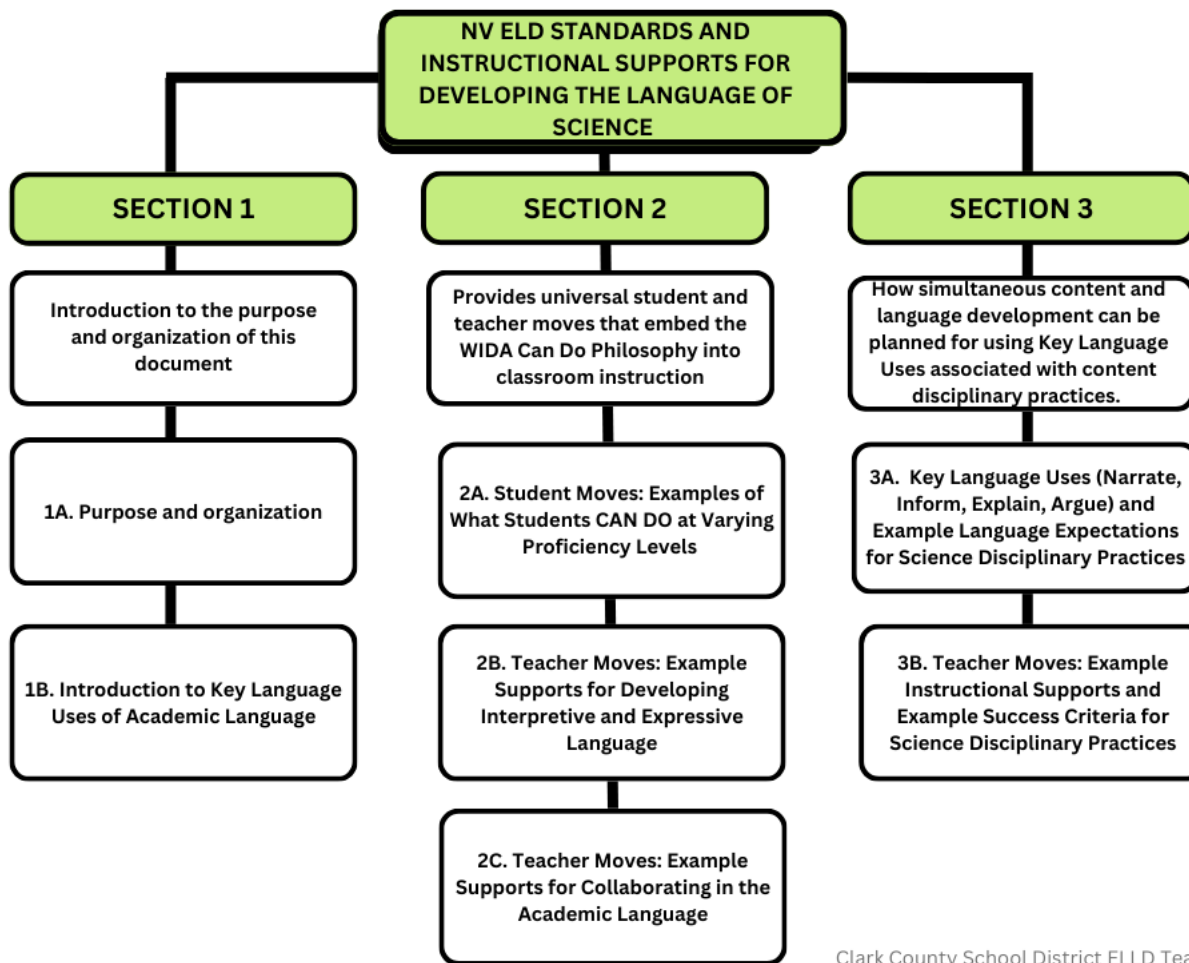 NV ELD STANDARDS AND
INSTRUCTIONAL SUPPORTS FOR
DEVELOPING THE LANGUAGE OF
SCIENCE
SECTION 1
Introduction to the purpose
and organization of this
document
1A. Purpose and organization
1B. Introduction to Key Language
Uses of Academic Language
SECTION 2
Provides universal student and
teacher moves that embed the
WIDA Can Do Philosophy into
classroom instruction
2A. Student Moves: Examples of
What Students CAN DO at Varying
Proficiency Levels
2B. Teacher Moves: Example
Supports for Developing
Interpretive and Expressive
Language
2C. Teacher Moves: Example
Supports for Collaborating in the
Academic Language
SECTION 3
How simultaneous content and
language development can be
planned for using Key Language
Uses associated with content
disciplinary practices.
3A. Key Language Uses (Narrate,
Inform, Explain, Argue) and
Example Language Expectations
for Science Disciplinary Practices
3B. Teacher Moves: Example
Instructional Supports and
Example Success Criteria for
Science Disciplinary Practices
Clark County School District ELLD Tea